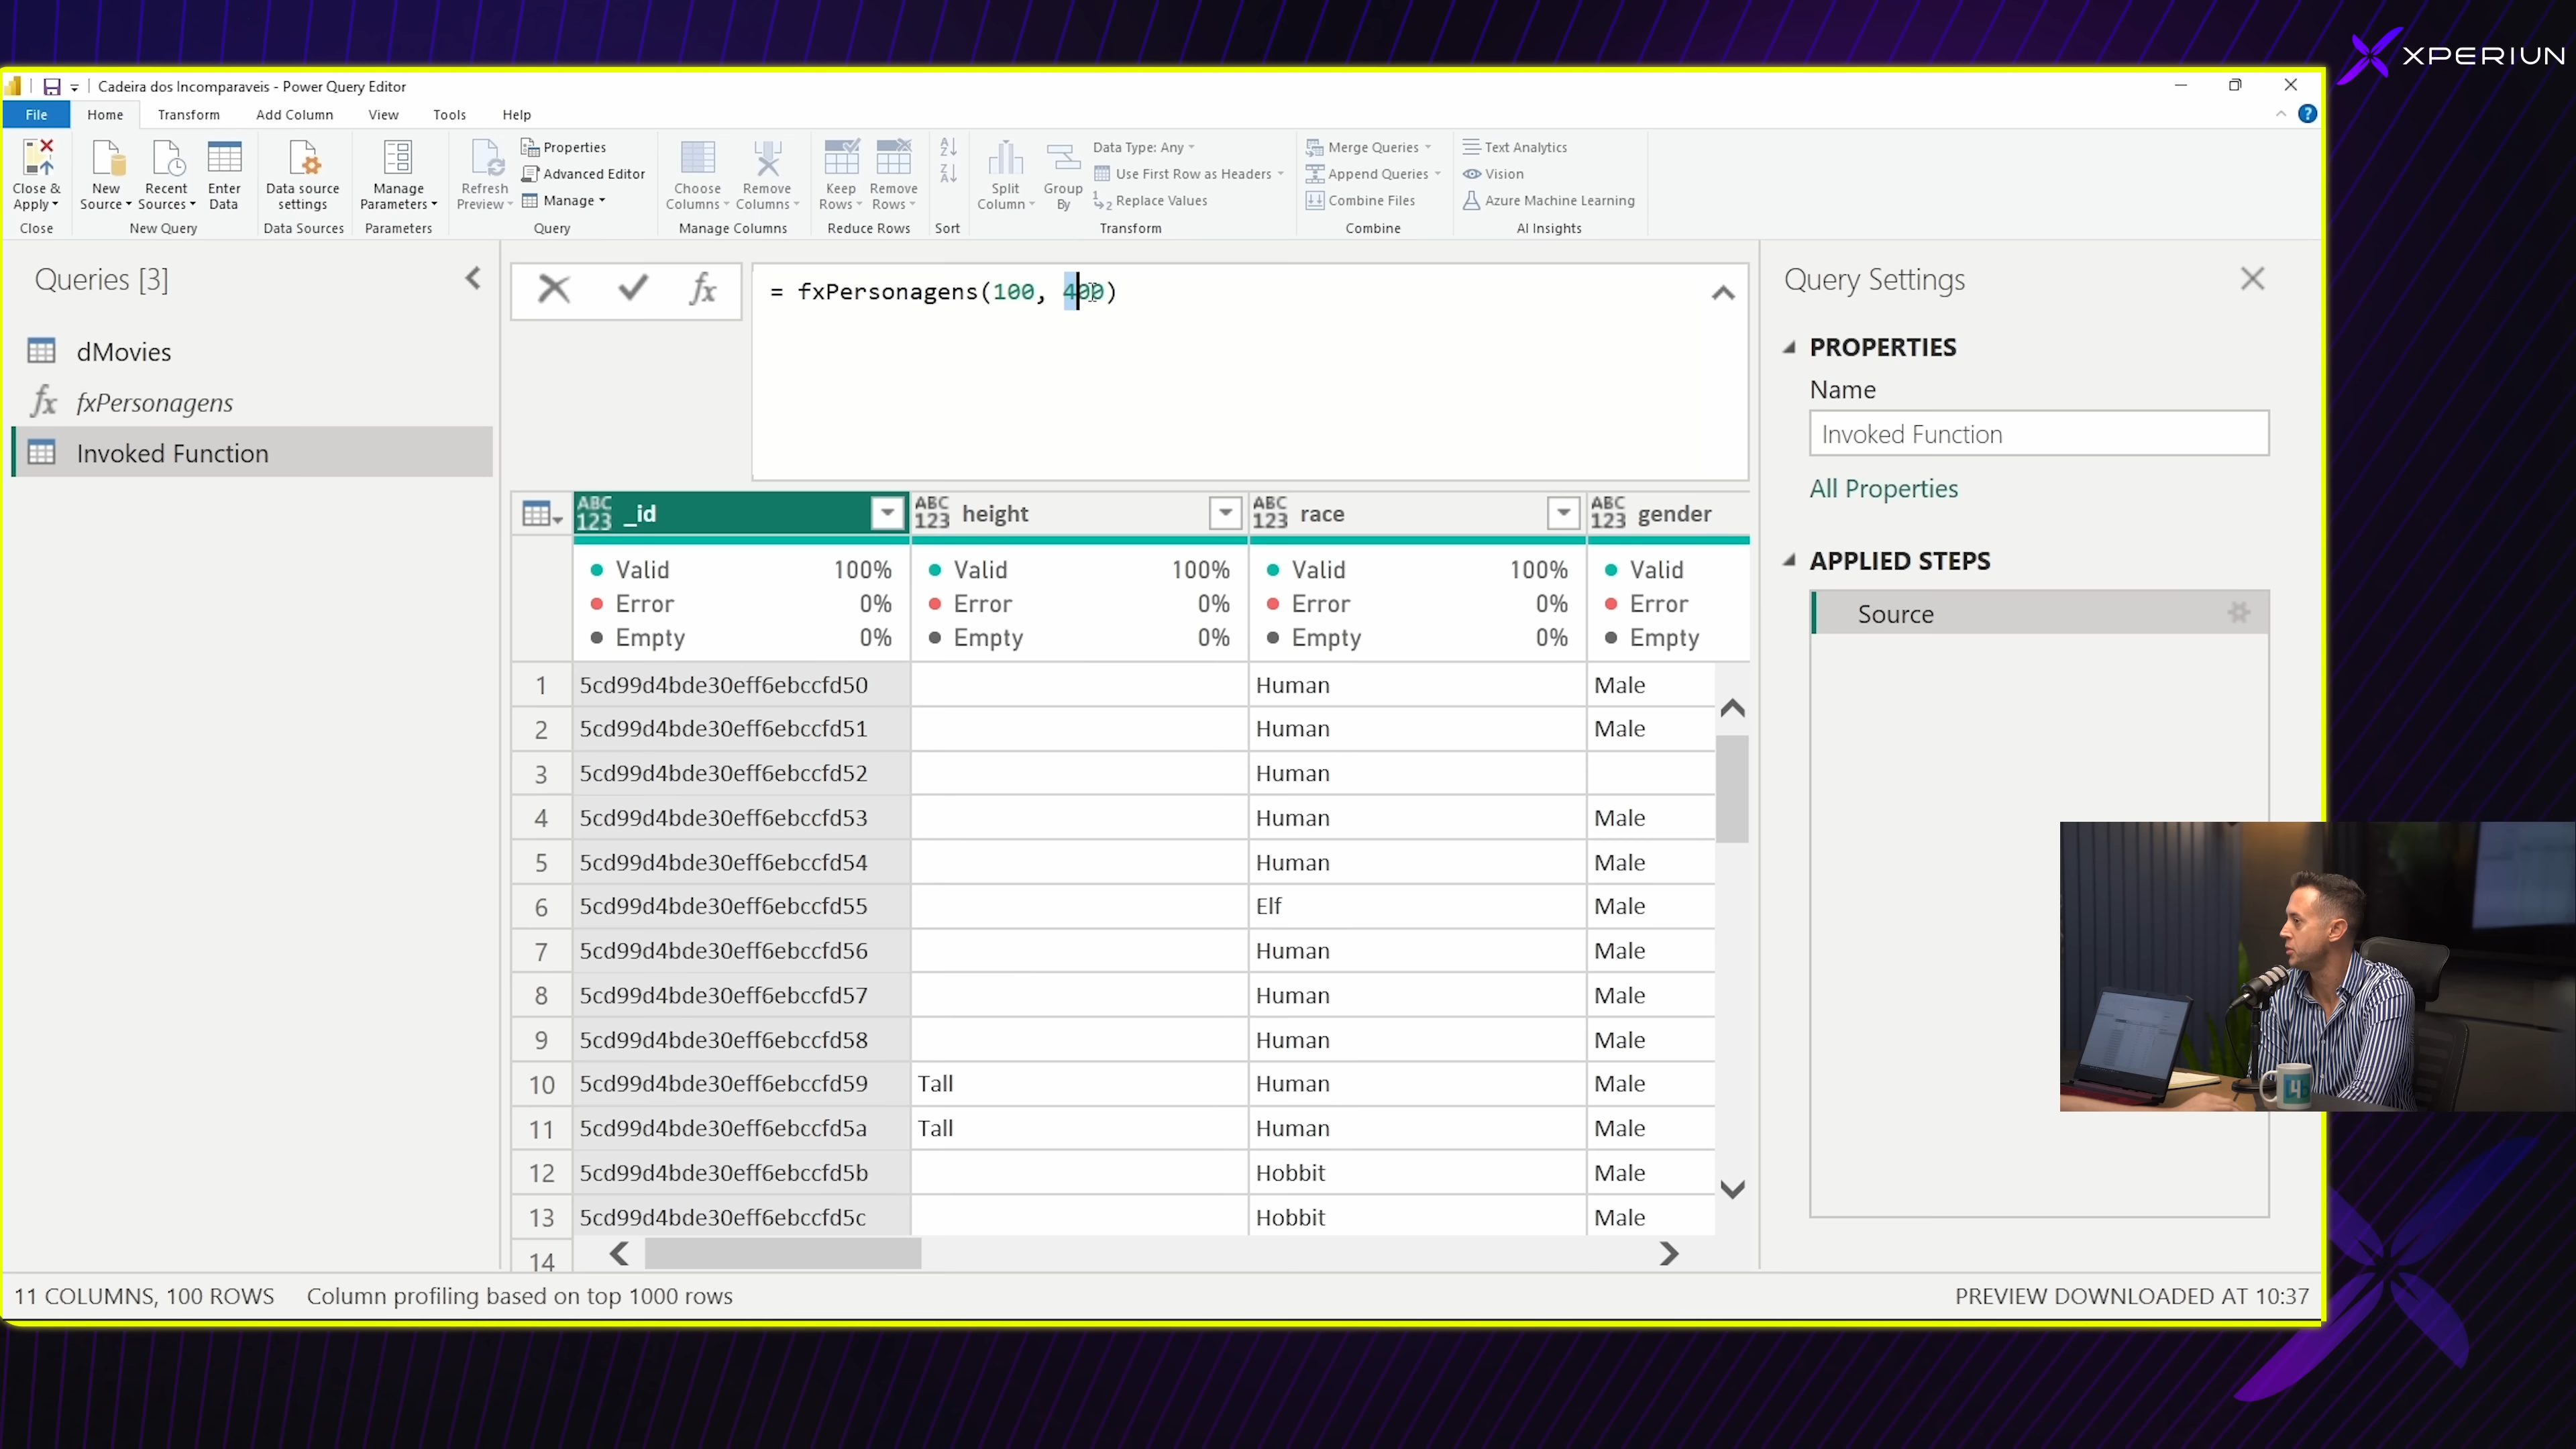 XPERIUN
Cadeira dos Incomparaveis - Power Query Editor
File Home Transform Add Column View Tools Help
Close & Apply
New Source
Recent Sources
Enter Data
Data source settings
Manage Parameters
Refresh Preview
Properties
Advanced Editor
Manage
Choose Columns
Remove Columns
Keep Rows
Remove Rows
Split Column
Group By
Data Type: Any
Use First Row as Headers
Replace Values
Merge Queries
Append Queries
Combine Files
Text Analytics
Vision
Azure Machine Learning
Close New Query Data Sources Parameters Query Manage Columns Reduce Rows Sort Transform Combine AI Insights
Queries [3]
dMovies
fxPersonagens
Invoked Function
= fxPersonagens(100, 400)
ABC 123 _id ABC 123 height ABC 123 race ABC 123 gender
Valid 100% Valid 100% Valid 100% Valid
Error 0% Error 0% Error 0% Error
Empty 0% Empty 0% Empty 0% Empty
1 5cd99d4bde30eff6ebccfd50 Human Male
2 5cd99d4bde30eff6ebccfd51 Human Male
3 5cd99d4bde30eff6ebccfd52 Human
4 5cd99d4bde30eff6ebccfd53 Human Male
5 5cd99d4bde30eff6ebccfd54 Human Male
6 5cd99d4bde30eff6ebccfd55 Elf Male
7 5cd99d4bde30eff6ebccfd56 Human Male
8 5cd99d4bde30eff6ebccfd57 Human Male
9 5cd99d4bde30eff6ebccfd58 Human Male
10 5cd99d4bde30eff6ebccfd59 Tall Human Male
11 5cd99d4bde30eff6ebccfd5a Tall Human Male
12 5cd99d4bde30eff6ebccfd5b Hobbit Male
13 5cd99d4bde30eff6ebccfd5c Hobbit Male
14
Query Settings
PROPERTIES
Name
Invoked Function
All Properties
APPLIED STEPS
Source
11 COLUMNS, 100 ROWS Column profiling based on top 1000 rows
PREVIEW DOWNLOADED AT 10:37